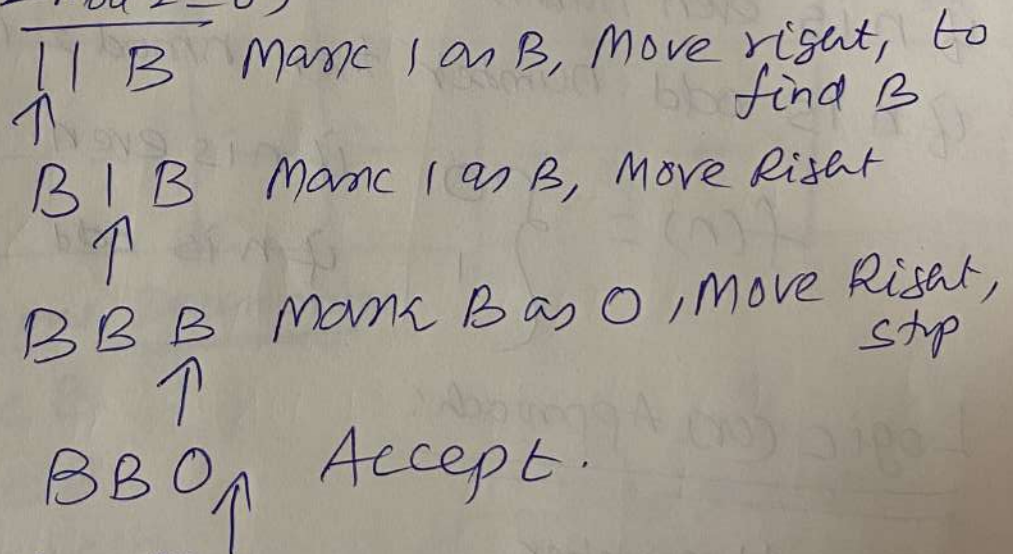 11 B Mark 1 as B, Move right, to
find B
B 1 B Mark 1 as B, Move Right
B B B Mark B as 0, Move Right,
stop
B B 0 Accept.